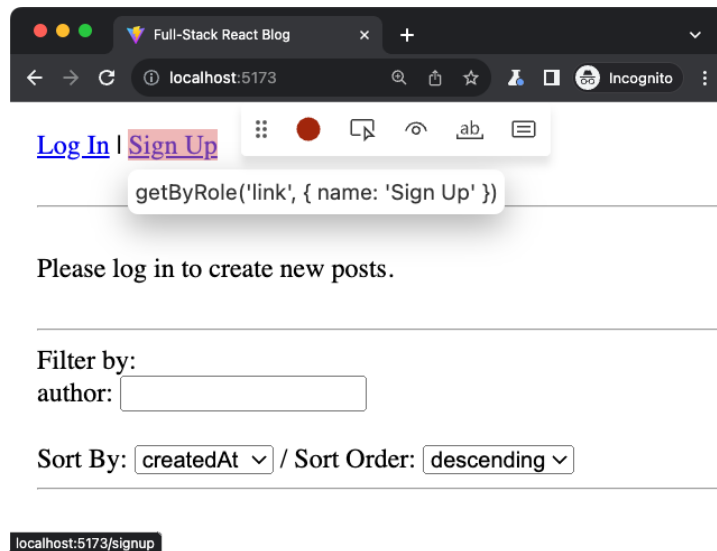 Full-Stack React Blog
localhost:5173
Incognito
Log In | Sign Up
ab
getByRole('link', { name: 'Sign Up' })
Please log in to create new posts.
Filter by:
author:
Sort By: createdAt / Sort Order: descending
localhost:5173/signup